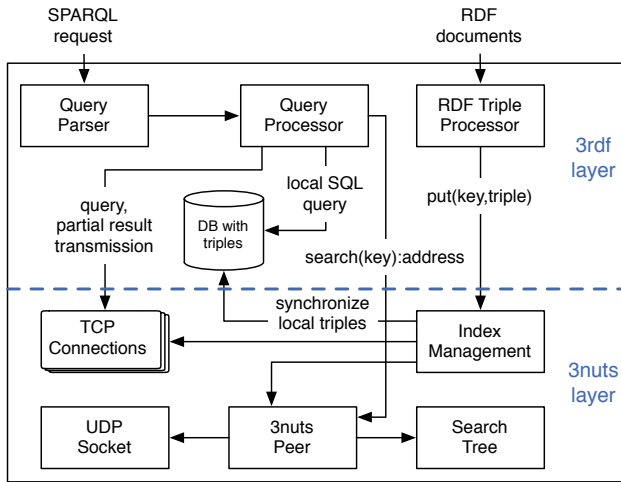 SPARQL
request
RDF
documents
Query
Parser
Query
Processor
RDF Triple
Processor
3rdf
layer
query,
partial result
transmission
DB with
triples
local SQL
query
put(key,triple)
search(key):address
synchronize
local triples
TCP
Connections
Index
Management
3nuts
layer
UDP
Socket
3nuts
Peer
Search
Tree